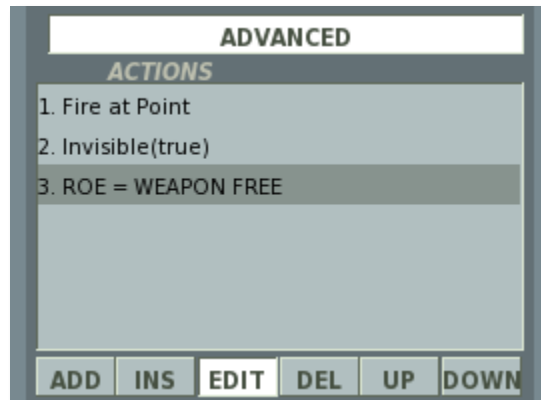 ADVANCED
ACTIONS
1. Fire at Point
2. Invisible(true)
3. ROE = WEAPON FREE
ADD INS EDIT DEL UP DOWN